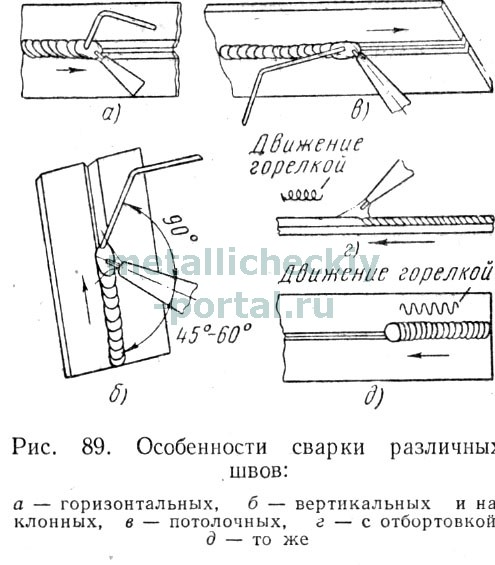 а)
в)
Движение
горелкой
90°
г)
metallicheckiy
-portal.ru
Движение горелкой
45°-60°
б)
д)
Рис. 89. Особенности сварки различных
швов:
а — горизонтальных, б — вертикальных и на
клонных, в — потолочных, г — с отбортовкой
д — то же